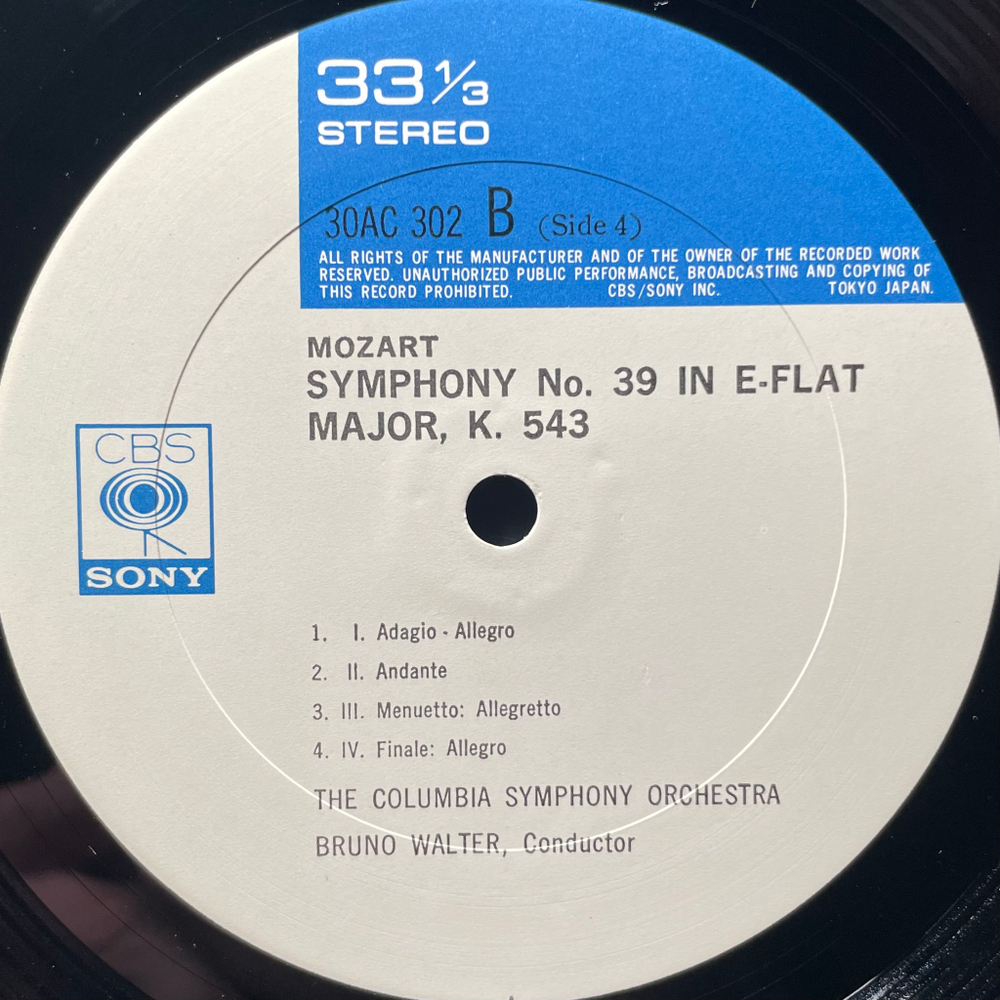 33 1/3
STEREO
30AC 302 B (Side 4)
ALL RIGHTS OF THE MANUFACTURER AND OF THE OWNER OF THE RECORDED WORK
RESERVED. UNAUTHORIZED PUBLIC PERFORMANCE, BROADCASTING AND COPYING OF
THIS RECORD PROHIBITED. CBS/SONY INC. TOKYO JAPAN.
MOZART
SYMPHONY No. 39 IN E-FLAT
MAJOR, K. 543
CBS
SONY
1. I. Adagio - Allegro
2. II. Andante
3. III. Menuetto: Allegretto
4. IV. Finale: Allegro
THE COLUMBIA SYMPHONY ORCHESTRA
BRUNO WALTER, Conductor